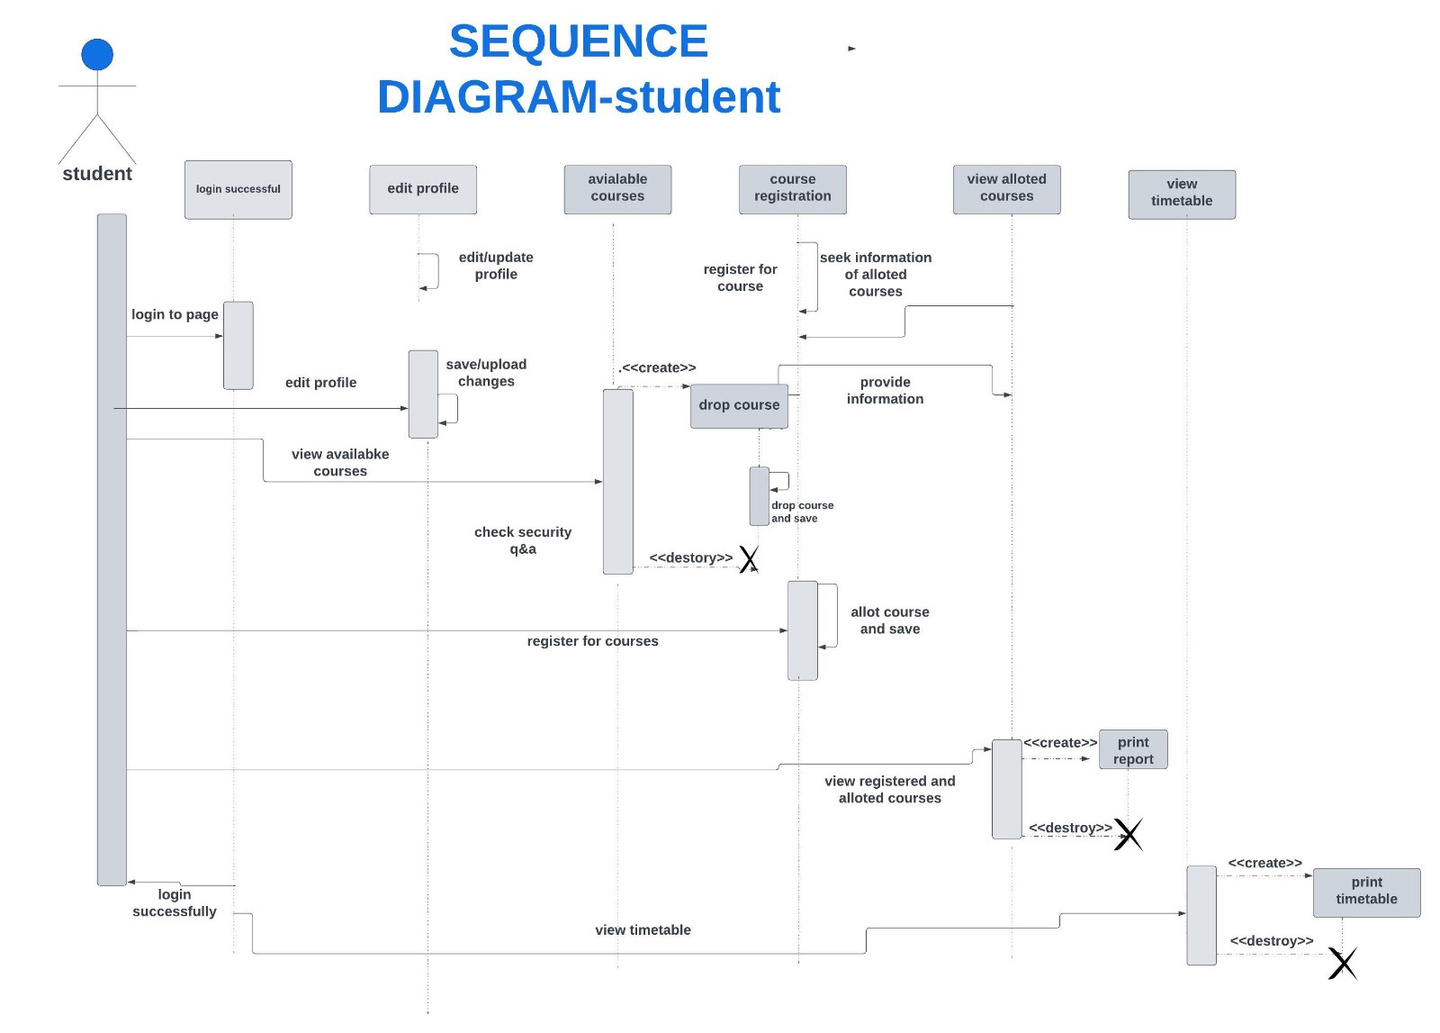 SEQUENCE
DIAGRAM-student
student
login successful
edit profile
avialable
courses
course
registration
view alloted
courses
view
timetable
edit/update
profile
register for
course
seek information
of alloted
courses
login to page
edit profile
save/upload
changes
.<<create>>
drop course
provide
information
view availabke
courses
drop course
and save
check security
q&a
<<destory>>
allot course
and save
register for courses
<<create>>
print
report
view registered and
alloted courses
<<destroy>>
<<create>>
print
timetable
login
successfully
view timetable
<<destroy>>